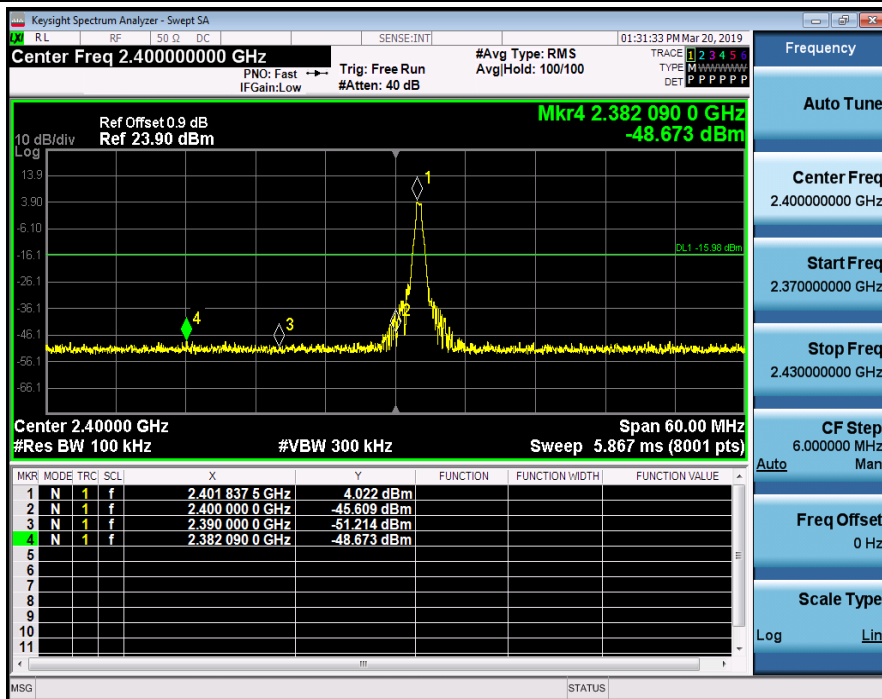 Keysight Spectrum Analyzer - Swept SA
LXI RL RF 50 Ω DC SENSE:INT 01:31:33 PM Mar 20, 2019
Center Freq 2.400000000 GHz
PNO: Fast
IFGain:Low
Trig: Free Run
#Atten: 40 dB
#Avg Type: RMS
Avg|Hold: 100/100
TRACE 1 2 3 4 5 6
TYPE M W W W W W
DET P P P P P P
Ref Offset 0.9 dB
10 dB/div Ref 23.90 dBm
Log
Mkr4 2.382 090 0 GHz
-48.673 dBm
13.9
3.90
-6.10
-16.1
-26.1
-36.1
-46.1
-56.1
-66.1
1
DL1 -15.98 dBm
2
3
4
Center 2.40000 GHz Span 60.00 MHz
#Res BW 100 kHz #VBW 300 kHz Sweep 5.867 ms (8001 pts)
MKR MODE TRC SCL X Y FUNCTION FUNCTION WIDTH FUNCTION VALUE
1 N 1 f 2.401 837 5 GHz 4.022 dBm
2 N 1 f 2.400 000 0 GHz -45.609 dBm
3 N 1 f 2.390 000 0 GHz -51.214 dBm
4 N 1 f 2.382 090 0 GHz -48.673 dBm
5
6
7
8
9
10
11
MSG STATUS
Frequency
Auto Tune
Center Freq
2.400000000 GHz
Start Freq
2.370000000 GHz
Stop Freq
2.430000000 GHz
CF Step
6.000000 MHz
Auto Man
Freq Offset
0 Hz
Scale Type
Log Lin